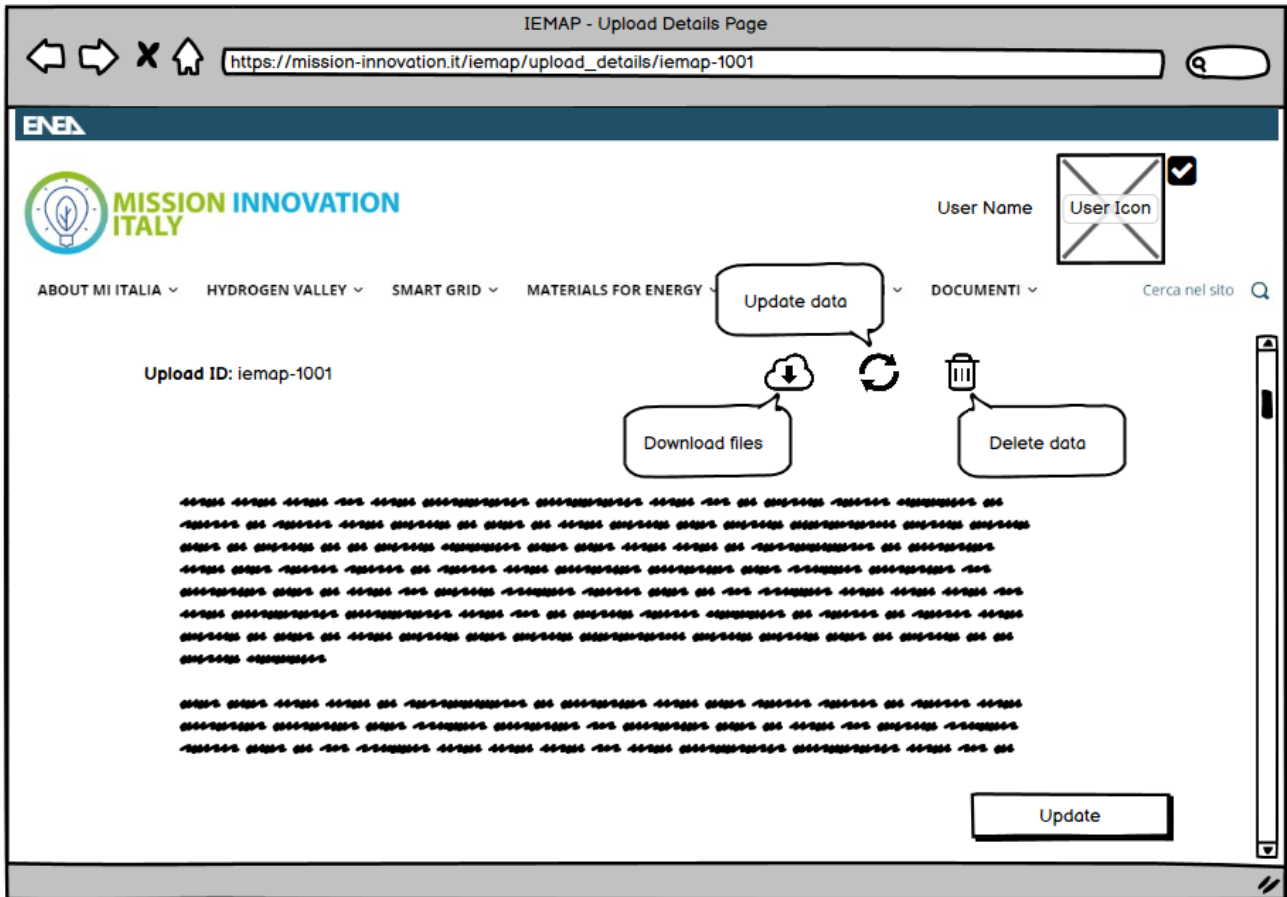 IEMAP - Upload Details Page
https://mission-innovation.it/iemap/upload_details/iemap-1001
ENEA
MISSION INNOVATION
ITALY
User Name
User Icon
ABOUT MI ITALIA
HYDROGEN VALLEY
SMART GRID
MATERIALS FOR ENERGY
Update data
DOCUMENTI
Cerca nel sito
Upload ID: iemap-1001
Download files
Delete data
Update